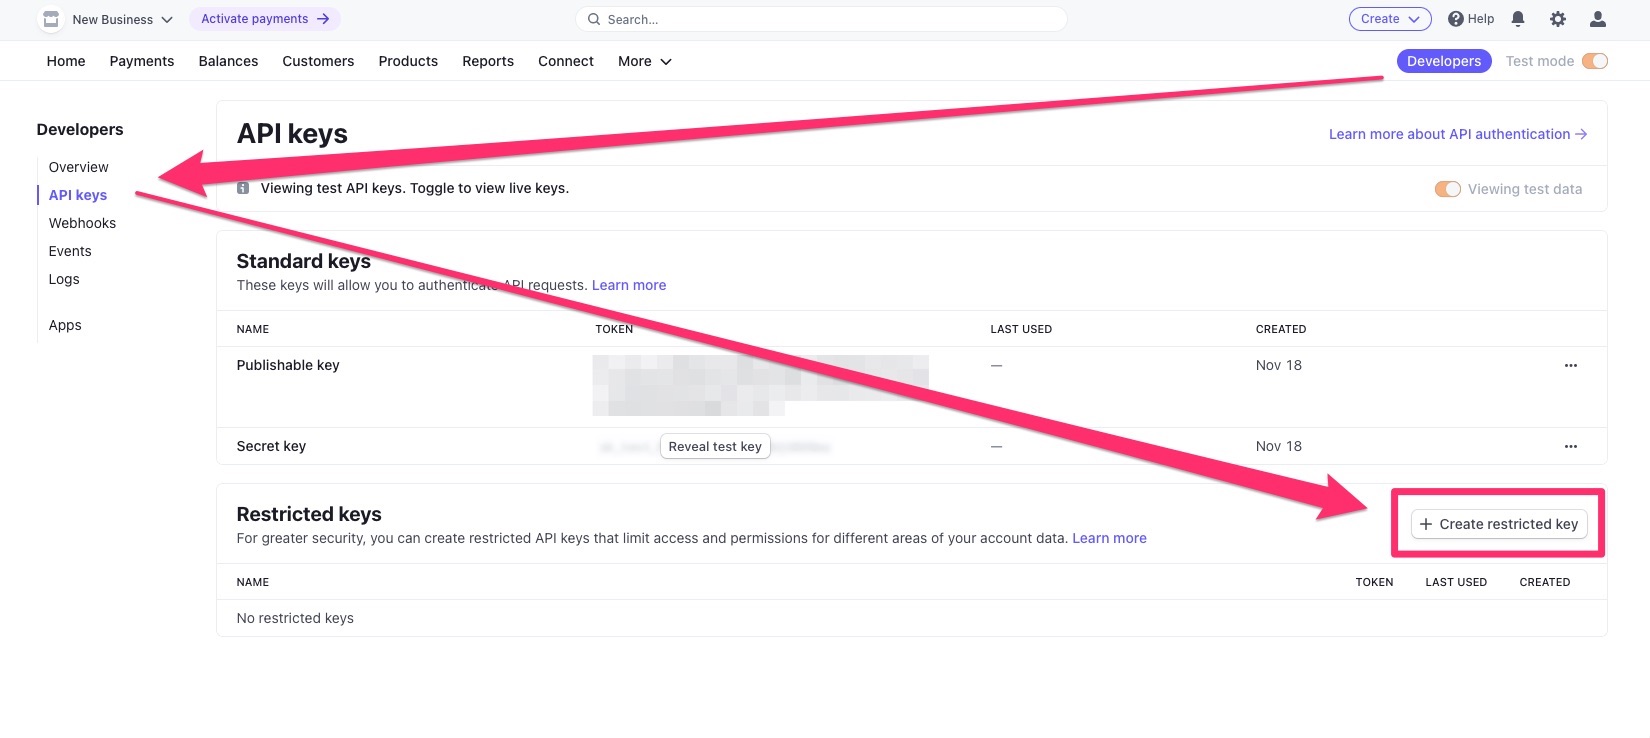 New Business
Activate payments →
Search...
Create
Help
Home Payments Balances Customers Products Reports Connect More
Developers
Test mode
Developers
Overview
API keys
Webhooks
Events
Logs
Apps
API keys
Learn more about API authentication →
Viewing test API keys. Toggle to view live keys.
Viewing test data
Standard keys
These keys will allow you to authenticate API requests. Learn more
NAME TOKEN LAST USED CREATED
Publishable key — Nov 18 •••
Secret key Reveal test key — Nov 18 •••
Restricted keys
For greater security, you can create restricted API keys that limit access and permissions for different areas of your account data. Learn more
+ Create restricted key
NAME TOKEN LAST USED CREATED
No restricted keys